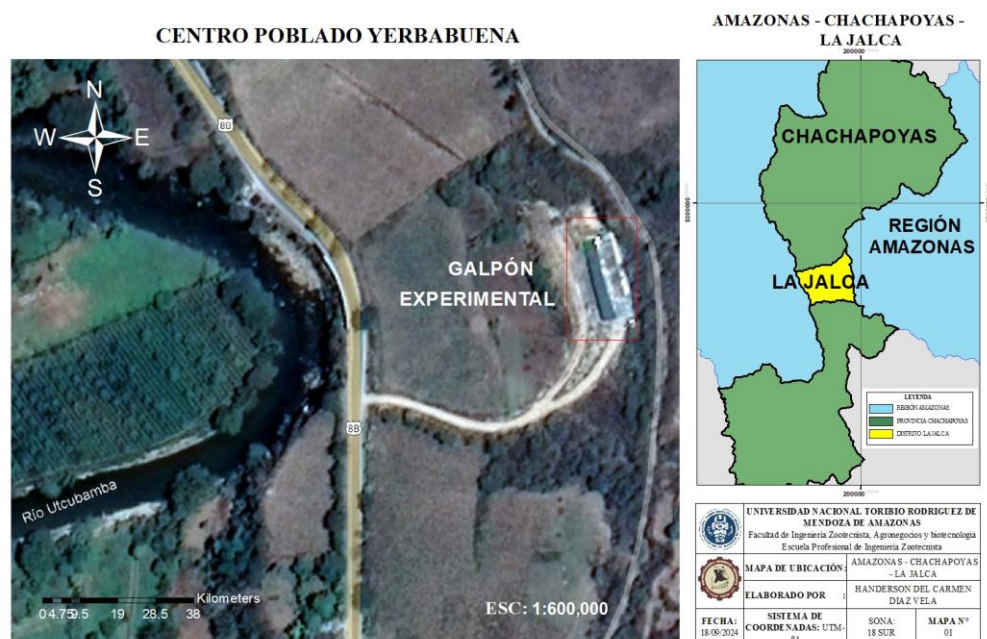 CENTRO POBLADO YERBABUENA
N
W E
S
8B
GALPÓN
EXPERIMENTAL
8B
Río Utcubamba
0 4.75 9.5 19 28.5 38 Kilometers
ESC: 1:600,000
AMAZONAS - CHACHAPOYAS -
LA JALCA
200000
CHACHAPOYAS
REGIÓN
AMAZONAS
LA JALCA
LEYENDA
REGIÓN AMAZONAS
PROVINCIA CHACHAPOYAS
DISTRITO LA JALCA
200000
UNIVERSIDAD NACIONAL TORIBIO RODRIGUEZ DE
MENDOZA DE AMAZONAS
Facultad de Ingenieria Zootecnista, Agronegocios y biotecnologia
Escuela Profesional de Ingenieria Zootecnista
MAPA DE UBICACIÓN: AMAZONAS - CHACHAPOYAS
- LA JALCA
ELABORADO POR : HANDERSON DEL CARMEN
DIAZ VELA
FECHA:
18/09/2024
SISTEMA DE
COORDENADAS: UTM-
SONA:
18 SUR
MAPA N°
01